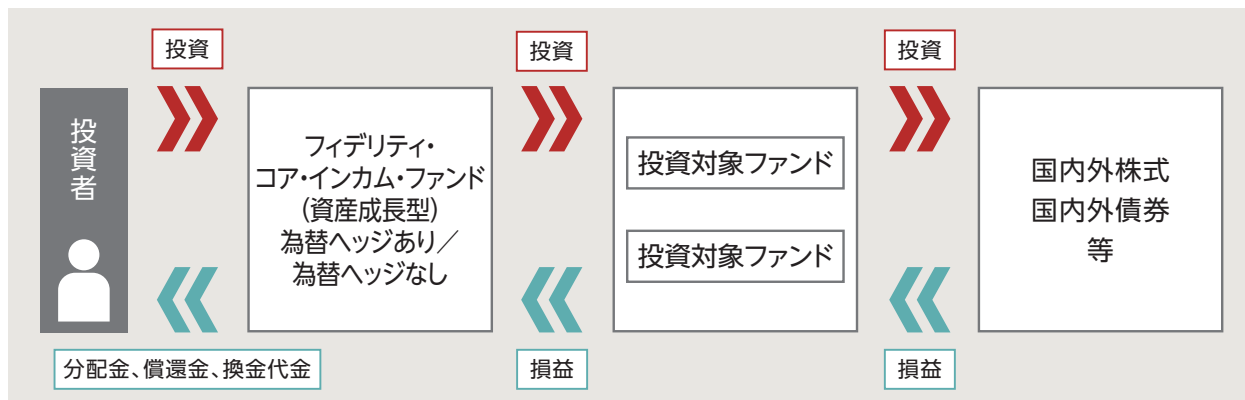 投資
投資
投資
投資者
フィデリティ・
コア・インカム・ファンド
(資産成長型)
為替ヘッジあり／
為替ヘッジなし
投資対象ファンド
投資対象ファンド
国内外株式
国内外債券
等
分配金、償還金、換金代金
損益
損益